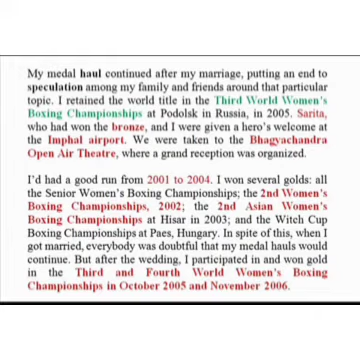 My medal haul continued after my marriage, putting an end to
speculation among my family and friends around that particular
topic. I retained the world title in the Third World Women's
Boxing Championships at Podolsk in Russia, in 2005. Sarita,
who had won the bronze, and I were given a hero's welcome at
the Imphal airport. We were taken to the Bhagyachandra
Open Air Theatre, where a grand reception was organized.
I'd had a good run from 2001 to 2004. I won several golds: all
the Senior Women's Boxing Championships; the 2nd Women's
Boxing Championships, 2002; the 2nd Asian Women's
Boxing Championships at Hisar in 2003; and the Witch Cup
Boxing Championships at Paes, Hungary. In spite of this, when I
got married, everybody was doubtful that my medal hauls would
continue. But after the wedding, I participated in and won gold
in the Third and Fourth World Women's Boxing
Championships in October 2005 and November 2006.